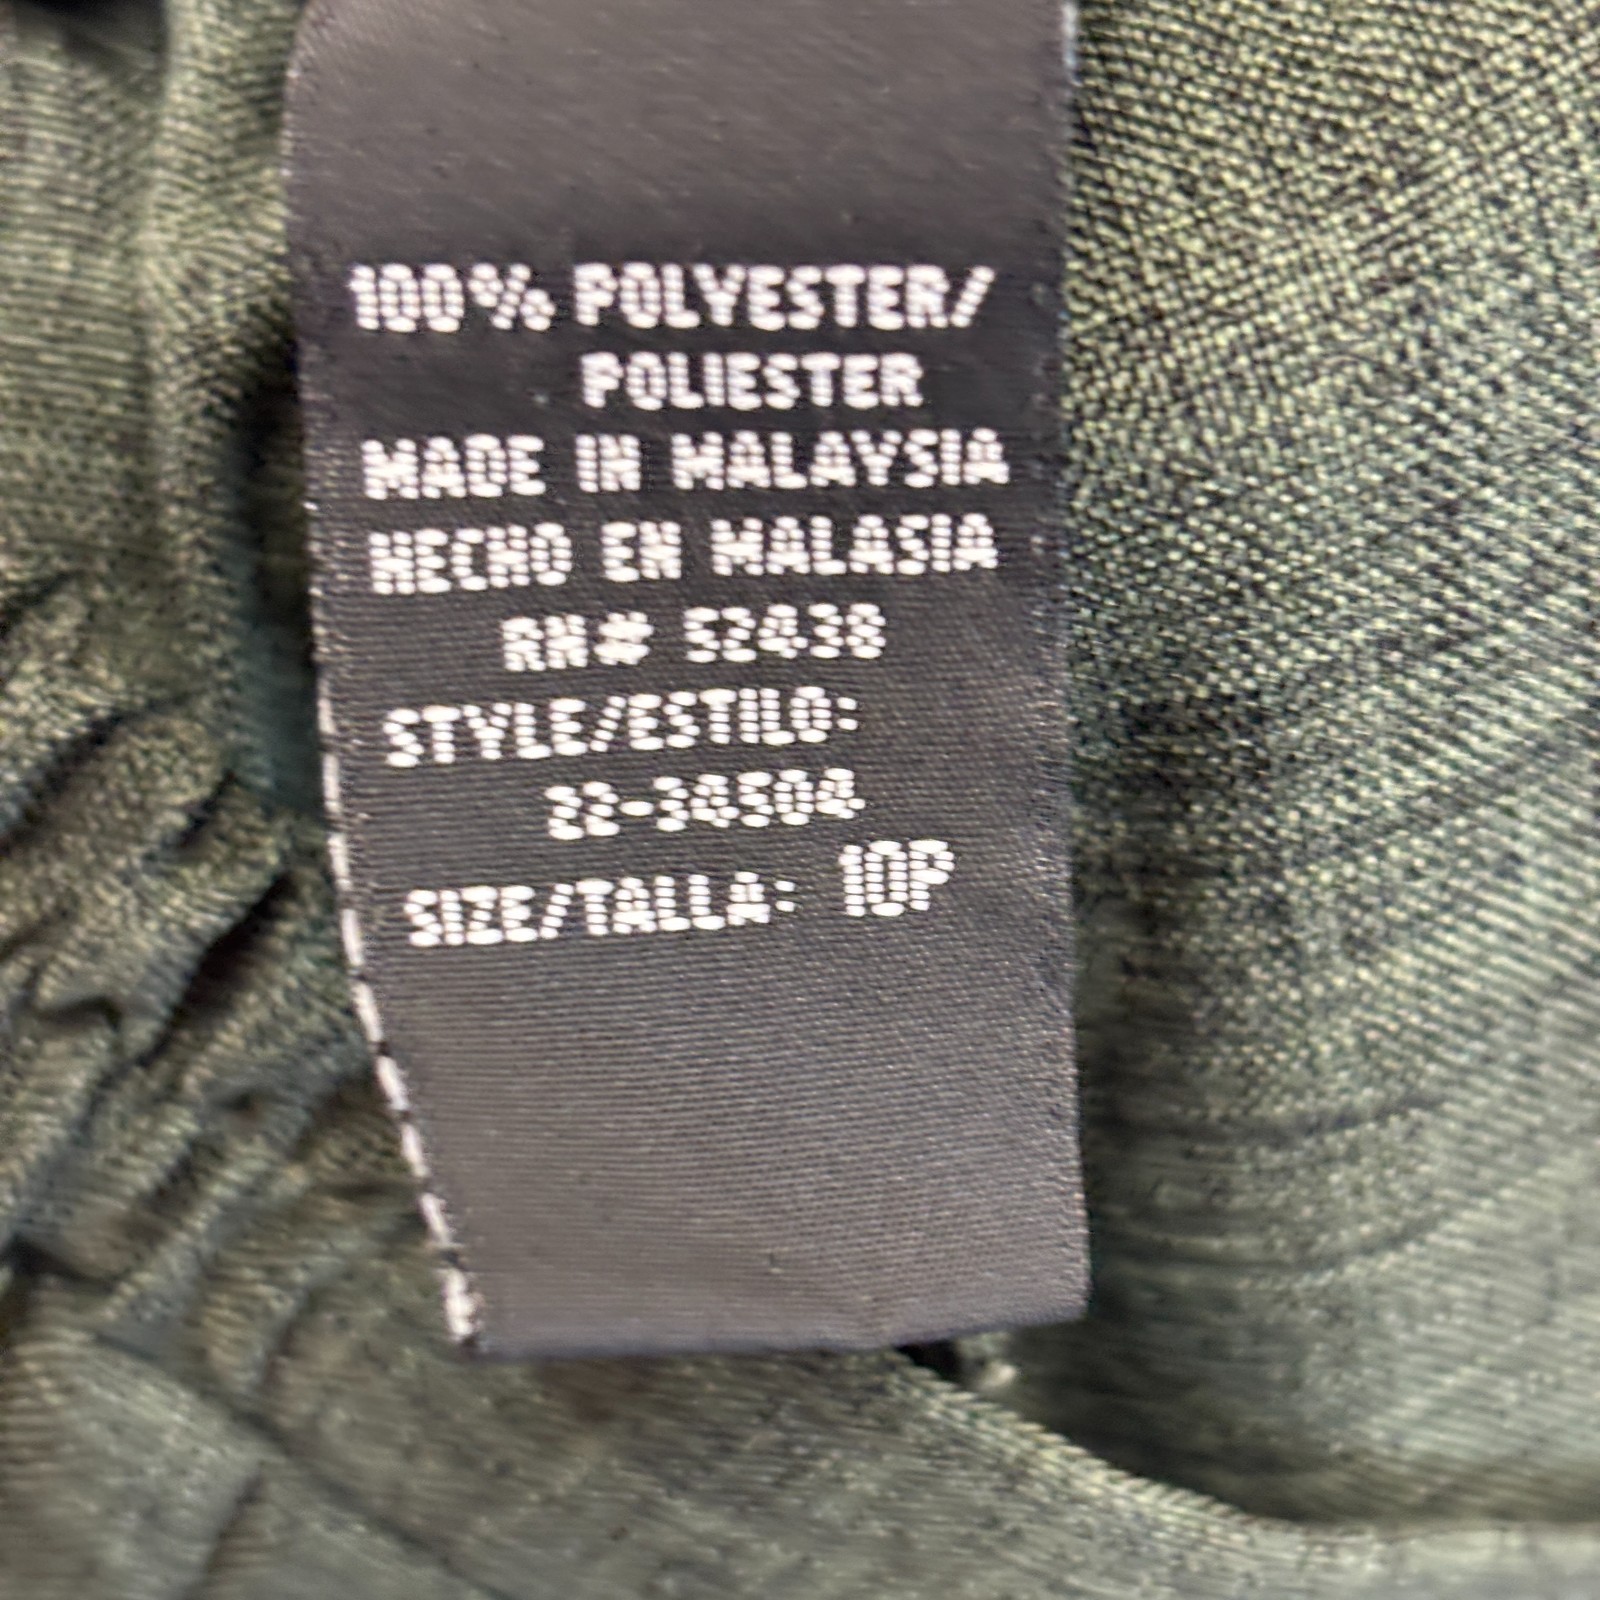 100% POLYESTER/
POLIESTER
MADE IN MALAYSIA
HECHO EN MALASIA
RN# 52438
STYLE/ESTILO:
22-34504
SIZE/TALLA: 10P